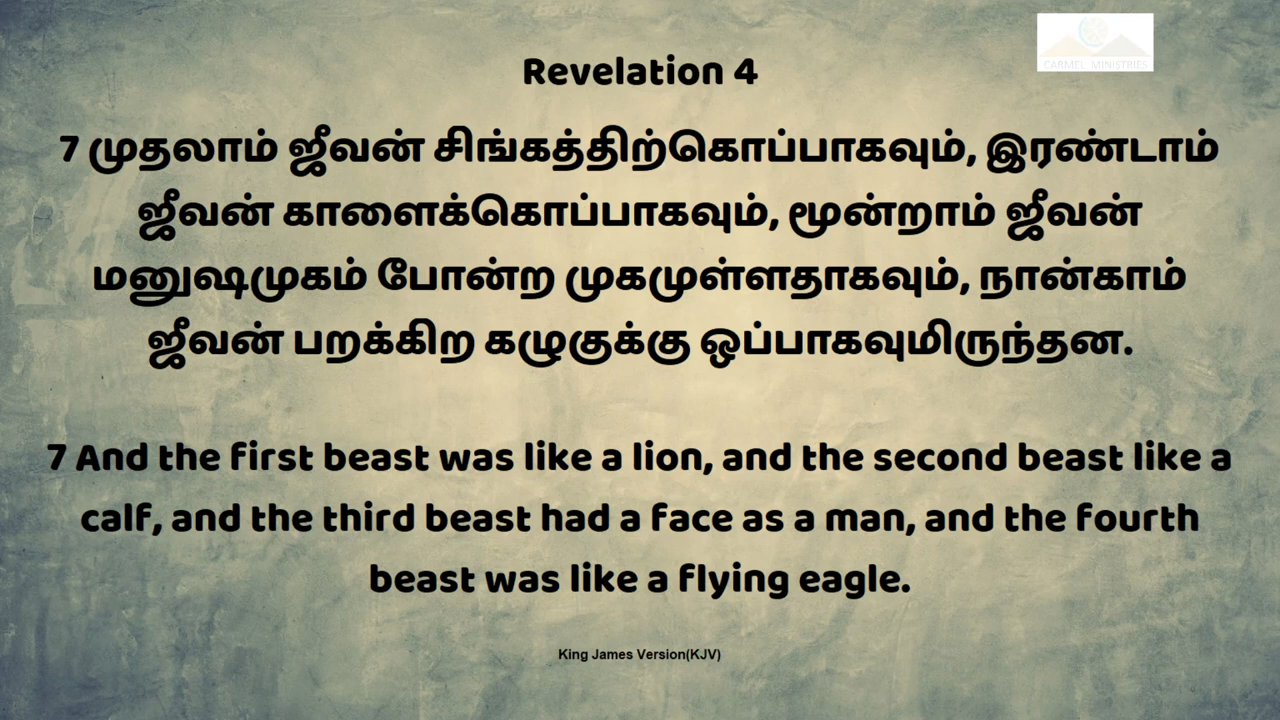 CARMEL MINISTRIES
Revelation 4
7 முதலாம் ஜீவன் சிங்கத்திற்கொப்பாகவும், இரண்டாம்
ஜீவன் காளைக்கொப்பாகவும், மூன்றாம் ஜீவன்
மனுஷமுகம் போன்ற முகமுள்ளதாகவும், நான்காம்
ஜீவன் பறக்கிற கழுகுக்கு ஒப்பாகவுமிருந்தன.
7 And the first beast was like a lion, and the second beast like a
calf, and the third beast had a face as a man, and the fourth
beast was like a flying eagle.
King James Version(KJV)